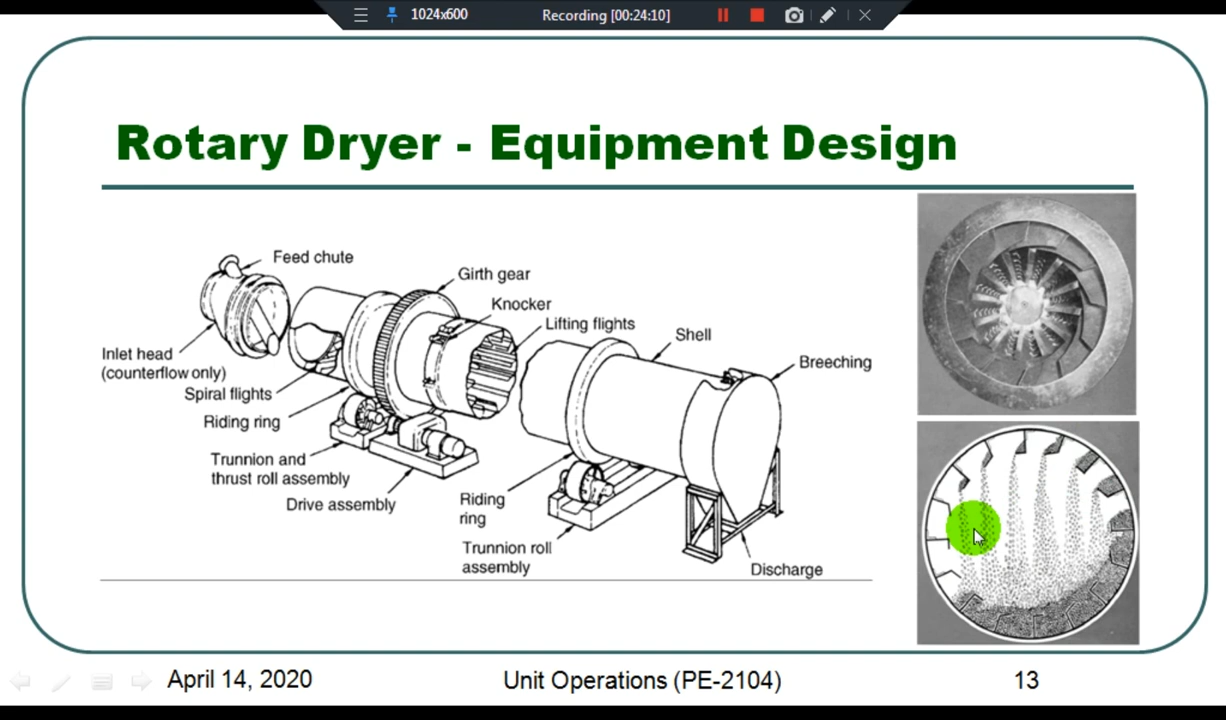 1024x600
Recording [00:24:10]
Rotary Dryer - Equipment Design
Feed chute
Girth gear
Knocker
Lifting flights
Shell
Breeching
Inlet head
(counterflow only)
Spiral flights
Riding ring
Trunnion and
thrust roll assembly
Drive assembly
Riding
ring
Trunnion roll
assembly
Discharge
April 14, 2020
Unit Operations (PE-2104)
13